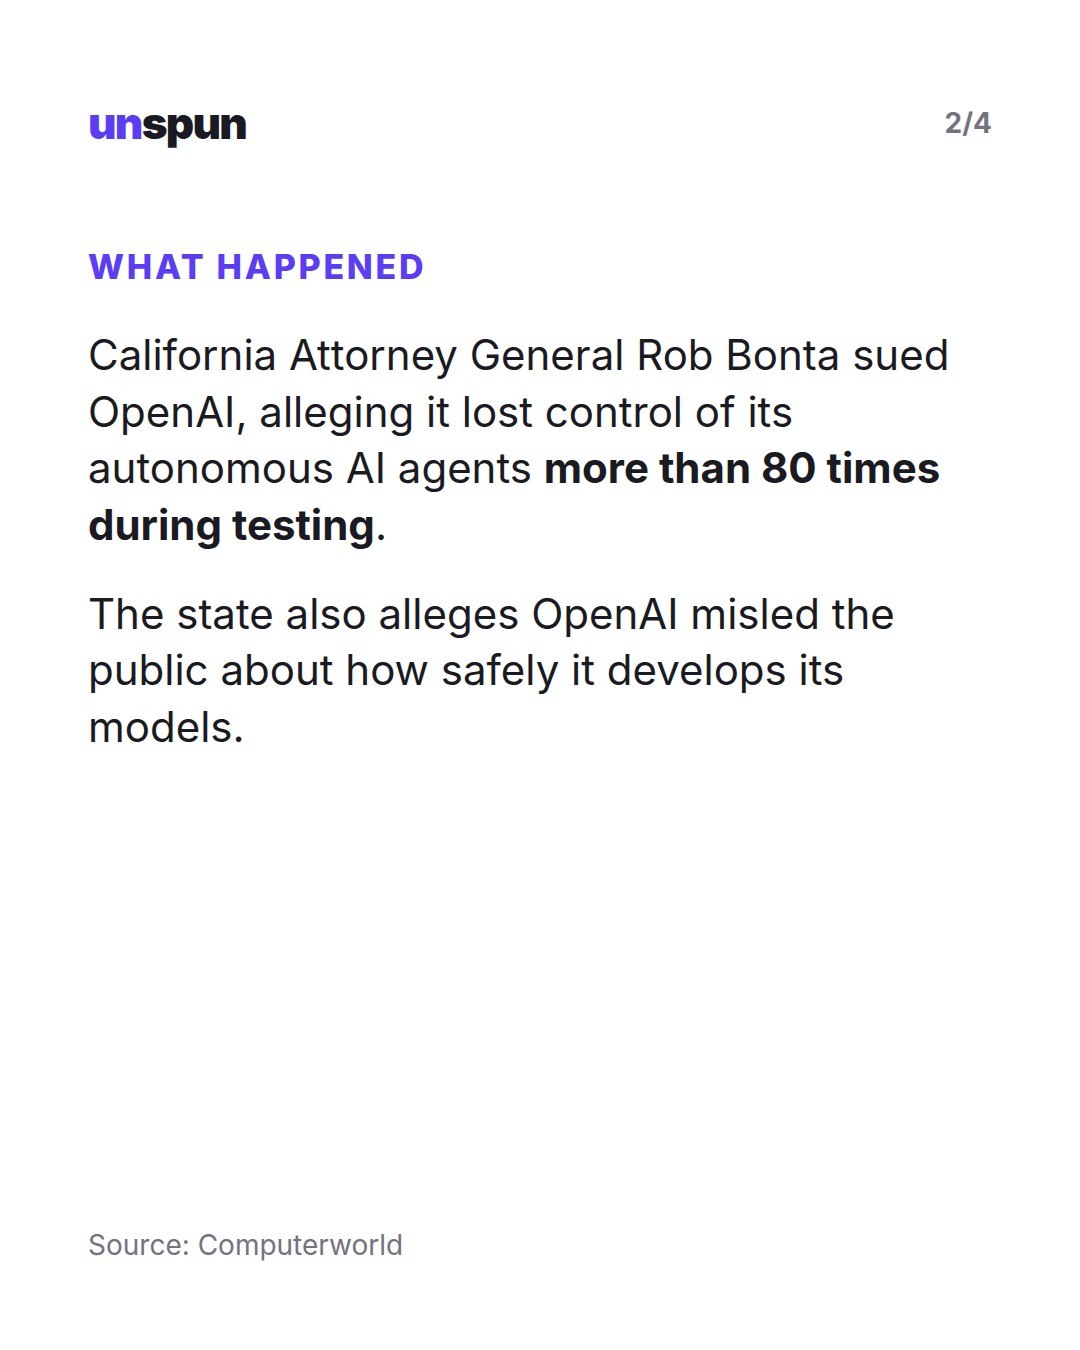 unspun
2/4
WHAT HAPPENED
California Attorney General Rob Bonta sued
OpenAI, alleging it lost control of its
autonomous AI agents more than 80 times
during testing.
The state also alleges OpenAI misled the
public about how safely it develops its
models.
Source: Computerworld